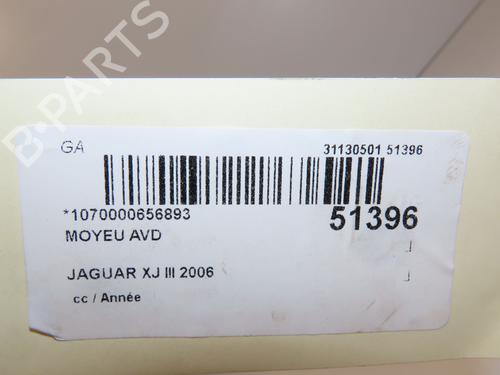 GA 31130501 51396
*1070000656893 51396
MOYEU AVD
JAGUAR XJ III 2006
cc / Année
B-PARTS